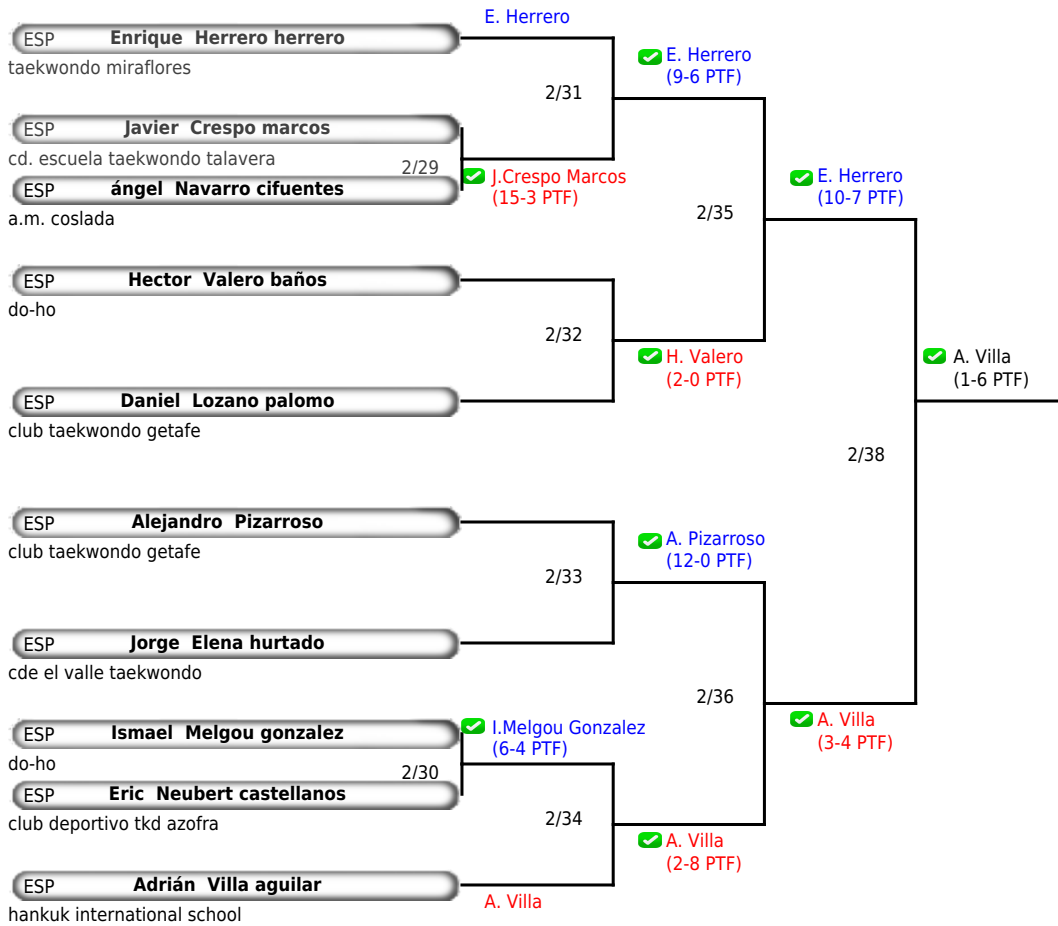 E. Herrero
ESP Enrique Herrero herrero
taekwondo miraflores
E. Herrero
(9-6 PTF)
2/31
ESP Javier Crespo marcos
cd. escuela taekwondo talavera
2/29
J.Crespo Marcos
(15-3 PTF)
ESP ángel Navarro cifuentes
a.m. coslada
E. Herrero
(10-7 PTF)
2/35
ESP Hector Valero baños
do-ho
2/32
H. Valero
(2-0 PTF)
A. Villa
(1-6 PTF)
ESP Daniel Lozano palomo
club taekwondo getafe
2/38
ESP Alejandro Pizarroso
club taekwondo getafe
A. Pizarroso
(12-0 PTF)
2/33
ESP Jorge Elena hurtado
cde el valle taekwondo
2/36
A. Villa
(3-4 PTF)
ESP Ismael Melgou gonzalez
do-ho
I.Melgou Gonzalez
(6-4 PTF)
2/30
ESP Eric Neubert castellanos
club deportivo tkd azofra
2/34
A. Villa
(2-8 PTF)
ESP Adrián Villa aguilar
hankuk international school
A. Villa